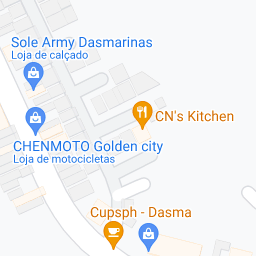 Sole Army Dasmarinas
Loja de calçado
CN's Kitchen
CHENMOTO Golden city
Loja de motocicletas
Cupsph - Dasma